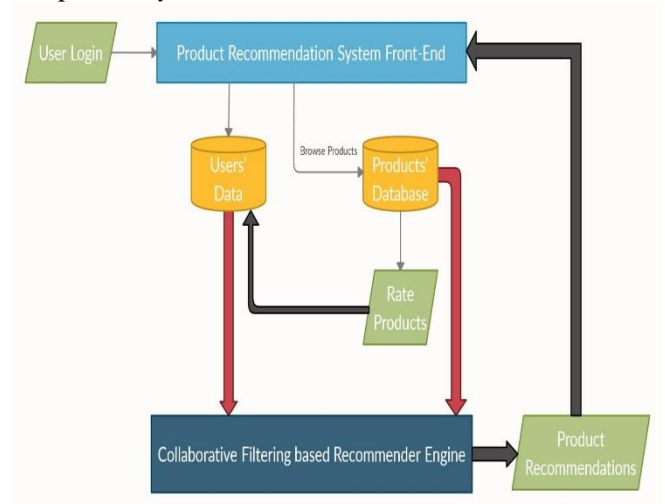 User Login
Product Recommendation System Front-End
Browse Products
Users'
Data
Products'
Database
Rate
Products
Collaborative Filtering based Recommender Engine
Product
Recommendations